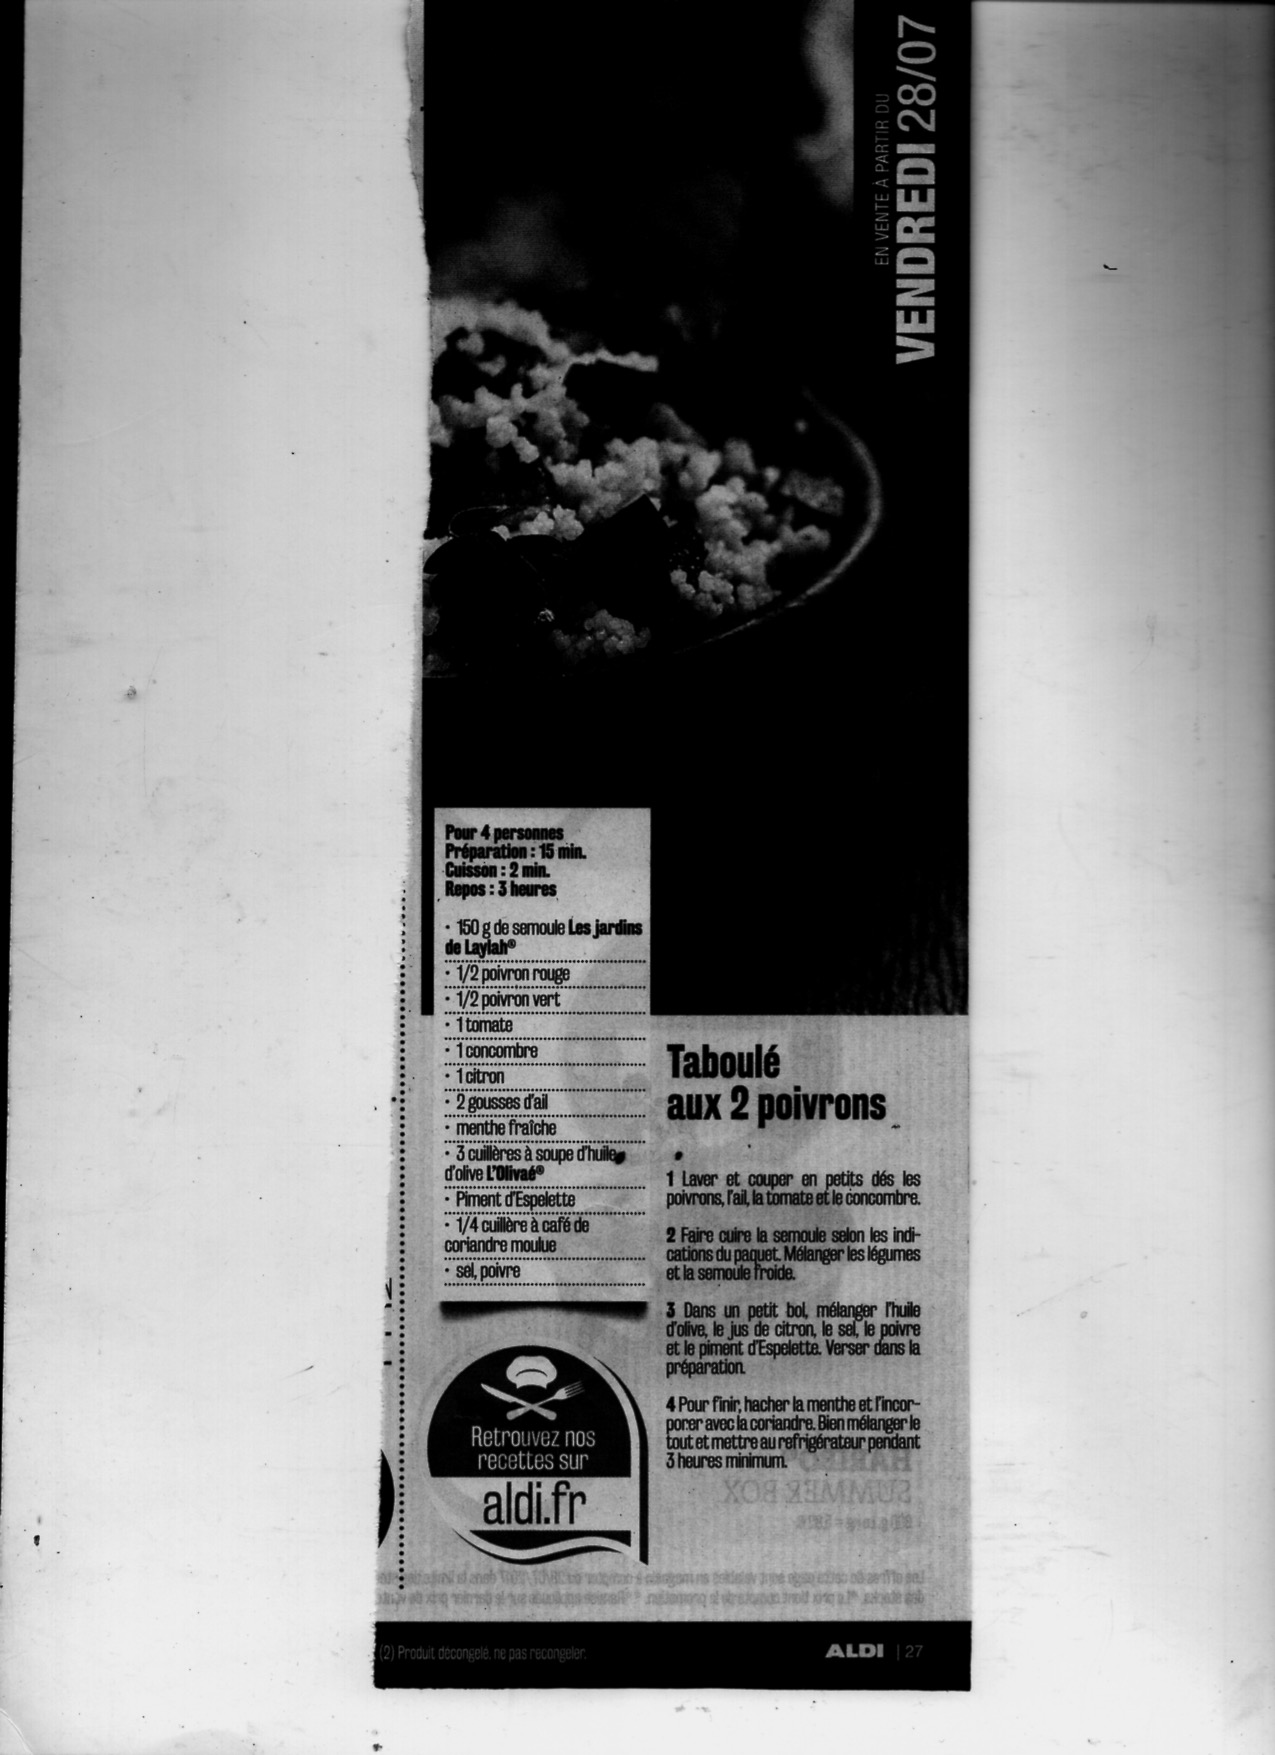 EN VENTE À PARTIR DU
VENDREDI 28/07
Pour 4 personnes
Préparation : 15 min.
Cuisson : 2 min.
Repos : 3 heures
· 150 g de semoule Les jardins
de Laylah®
· 1/2 poivron rouge
· 1/2 poivron vert
· 1 tomate
· 1 concombre
· 1 citron
· 2 gousses d'ail
· menthe fraîche
· 3 cuillères à soupe d'huile
d'olive L'Olivaé®
· Piment d'Espelette
· 1/4 cuillère à café de
coriandre moulue
· sel, poivre
Retrouvez nos
recettes sur
aldi.fr
Taboulé
aux 2 poivrons
1 Laver et couper en petits dés les
poivrons, l'ail, la tomate et le concombre.
2 Faire cuire la semoule selon les indi-
cations du paquet. Mélanger les légumes
et la semoule froide.
3 Dans un petit bol, mélanger l'huile
d'olive, le jus de citron, le sel, le poivre
et le piment d'Espelette. Verser dans la
préparation.
4 Pour finir, hacher la menthe et l'incor-
porer avec la coriandre. Bien mélanger le
tout et mettre au refrigérateur pendant
3 heures minimum.
HARIBO
SUMMER BOX
(2) Produit décongelé, ne pas recongeler.
ALDI | 27